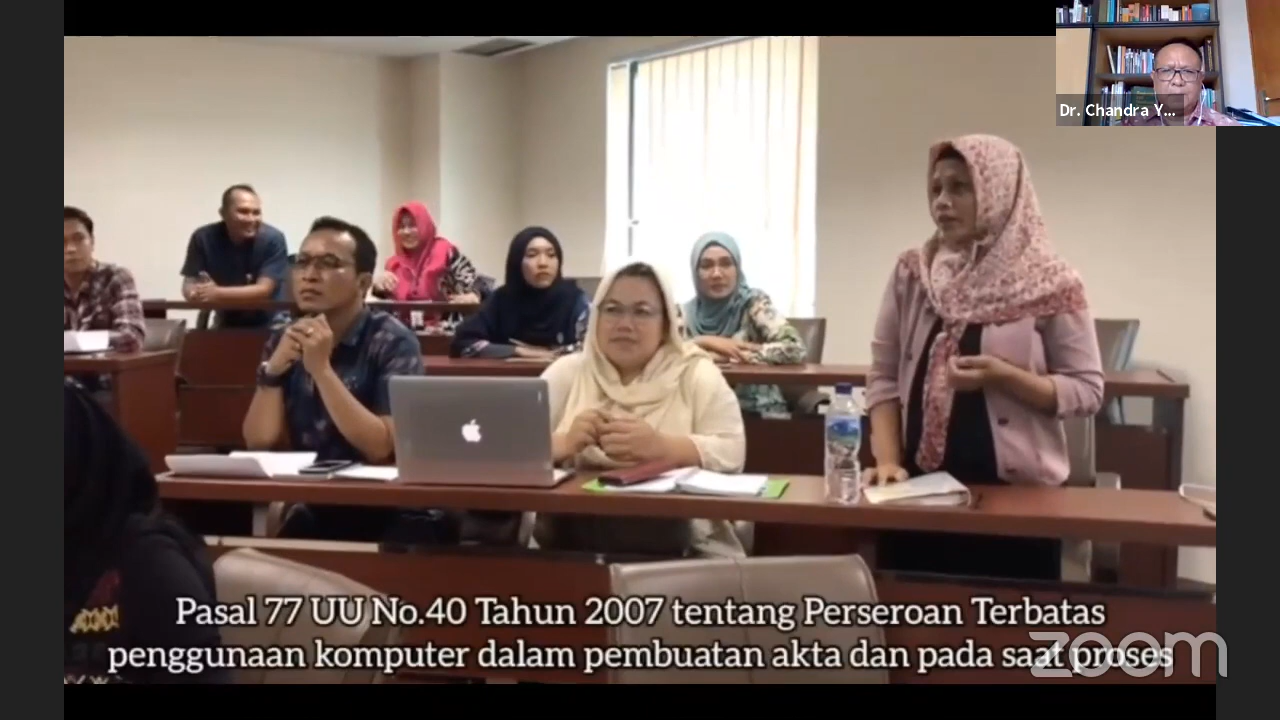 Dr. Chandra Y...
Pasal 77 UU No.40 Tahun 2007 tentang Perseroan Terbatas
penggunaan komputer dalam pembuatan akta dan pada saat proses
zoom